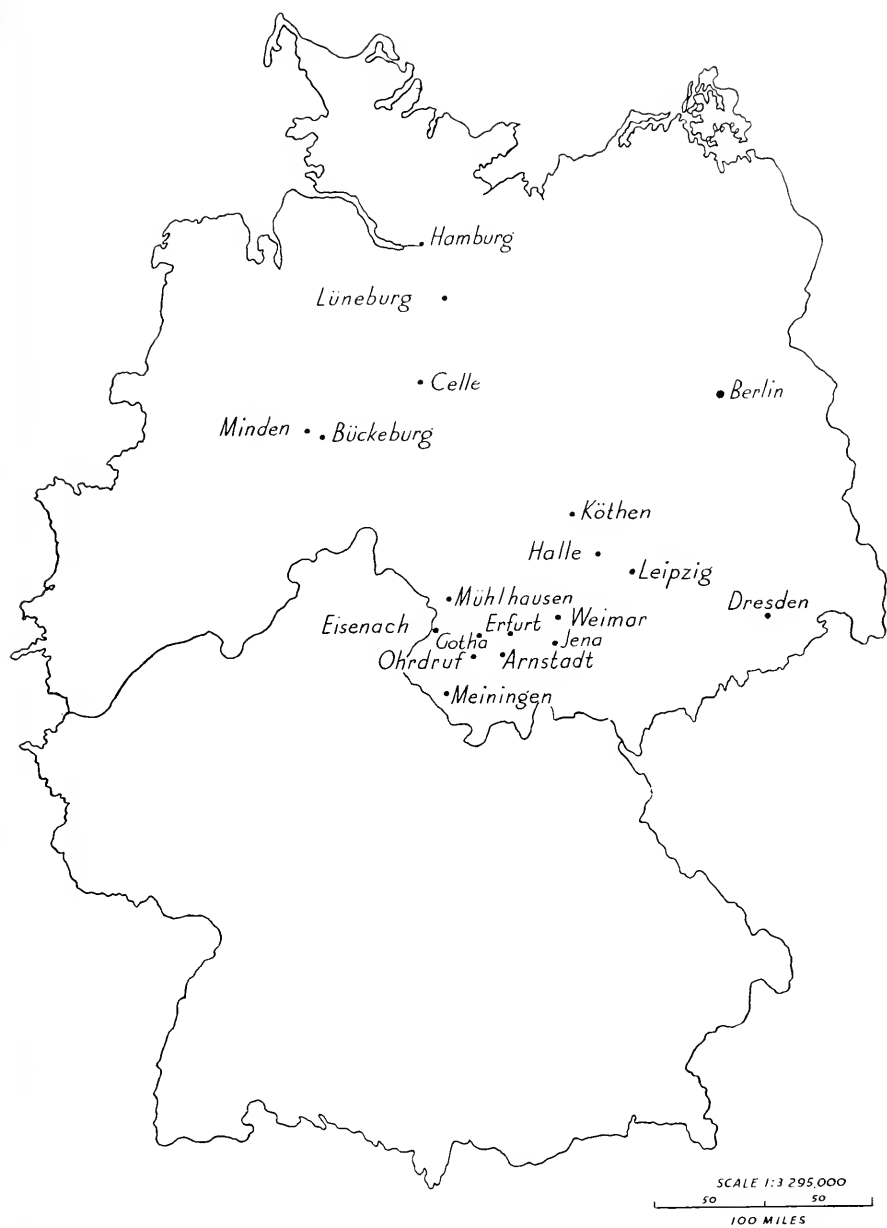 Hamburg
Lüneburg
Celle
Berlin
Minden
Bückeburg
Köthen
Halle
Leipzig
Mühlhausen
Dresden
Weimar
Eisenach
Erfurt
Gotha
Jena
Ohrdruf
Arnstadt
Meiningen
SCALE 1:3 295,000
50 50
100 MILES